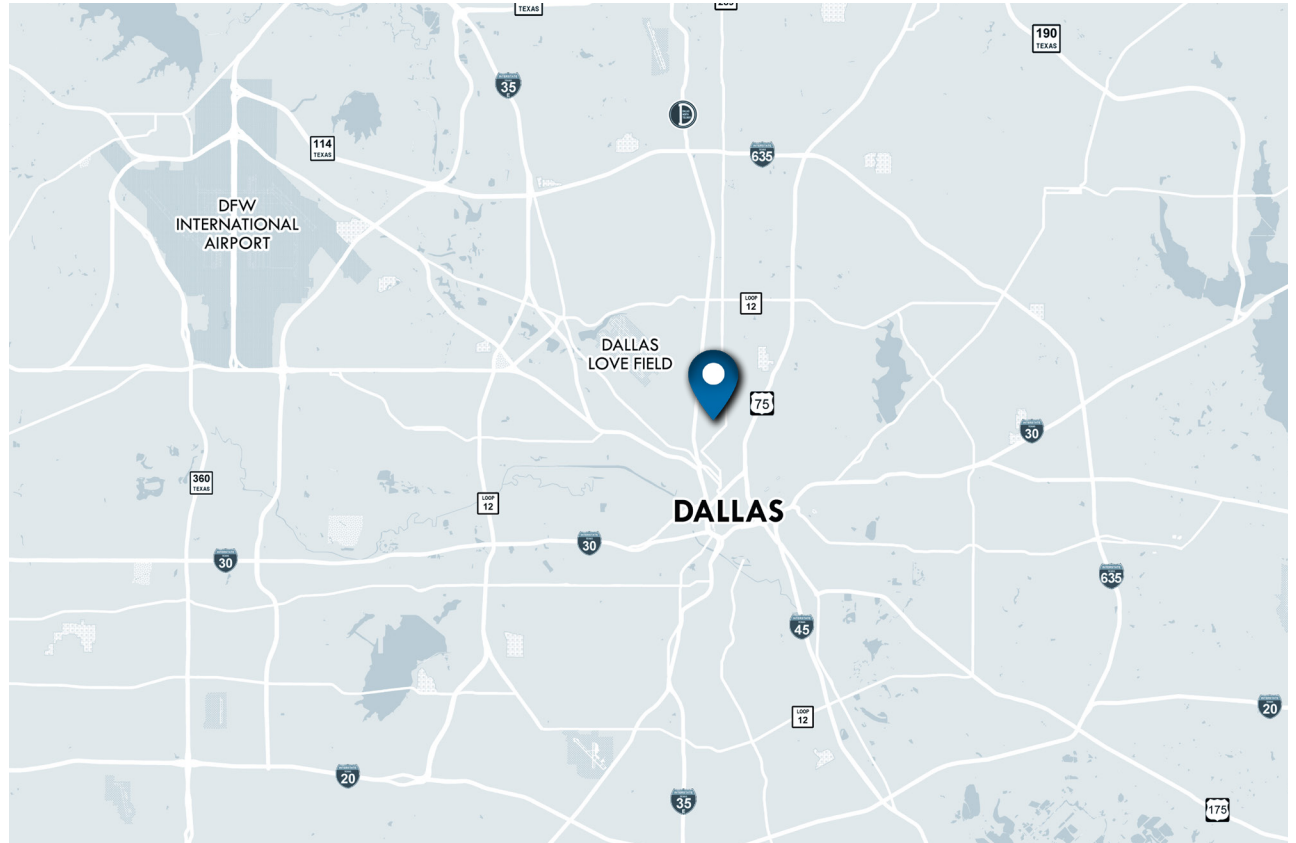 TEXAS
190
TEXAS
35
E
D
114
TEXAS
635
DFW
INTERNATIONAL
AIRPORT
LOOP
12
DALLAS
LOVE FIELD
75
30
360
TEXAS
LOOP
12
DALLAS
30
30
635
45
20
LOOP
12
20
35
E
175